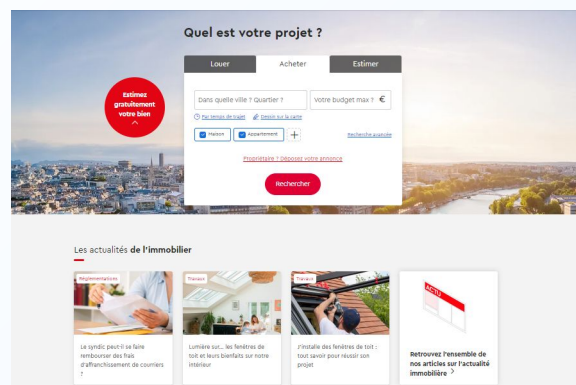 Quel est votre projet ?
Louer
Acheter
Estimer
Estimez
gratuitement
votre bien
Dans quelle ville ? Quartier ?
Votre budget max ? €
Par temps de trajet
Dessin sur la carte
Maison
Appartement
Recherche avancée
Propriétaire ? Déposez votre annonce
Rechercher
Les actualités de l'immobilier
Réglementations
Le syndic peut-il se faire
rembourser des frais
d'affranchissement de courriers
?
Travaux
Lumière sur... les fenêtres de
toit et leurs bienfaits sur notre
intérieur
Travaux
J'installe des fenêtres de toit :
tout savoir pour réussir son
projet
ACTU
Retrouvez l'ensemble de
nos articles sur l'actualité
immobilière >